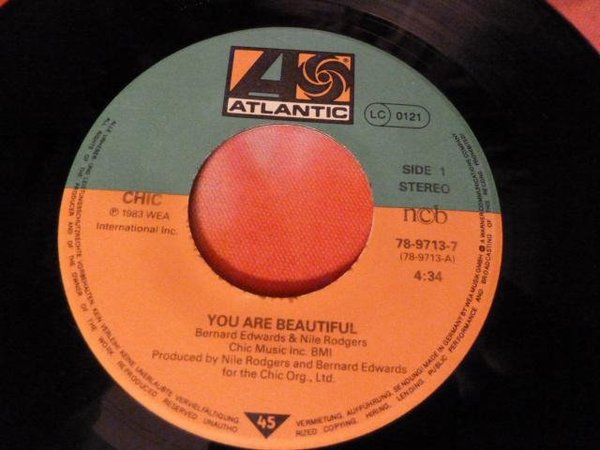 ATLANTIC
LC 0121
SIDE 1
STEREO
CHIC
℗ 1983 WEA
International Inc.
ncb
78-9713-7
(78-9713-A)
4:34
YOU ARE BEAUTIFUL
Bernard Edwards & Nile Rodgers
Chic Music Inc. BMI
Produced by Nile Rodgers and Bernard Edwards
for the Chic Org., Ltd.
45